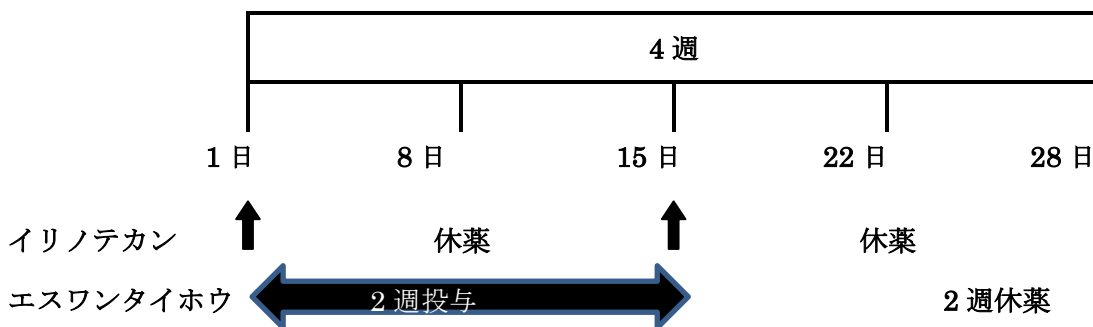 4 週
1 日 8 日 15 日 22 日 28 日
イリノテカン 休薬 休薬
エスワンタイホウ 2 週投与 2 週休薬